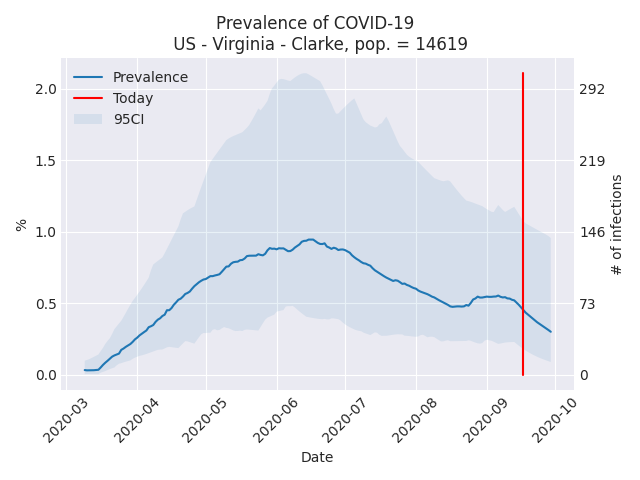 Prevalence of COVID-19
US - Virginia - Clarke, pop. = 14619
Prevalence
Today
95CI
2.0
1.5
1.0
0.5
0.0
%
292
219
146
73
0
# of infections
2020-03
2020-04
2020-05
2020-06
2020-07
2020-08
2020-09
2020-10
Date